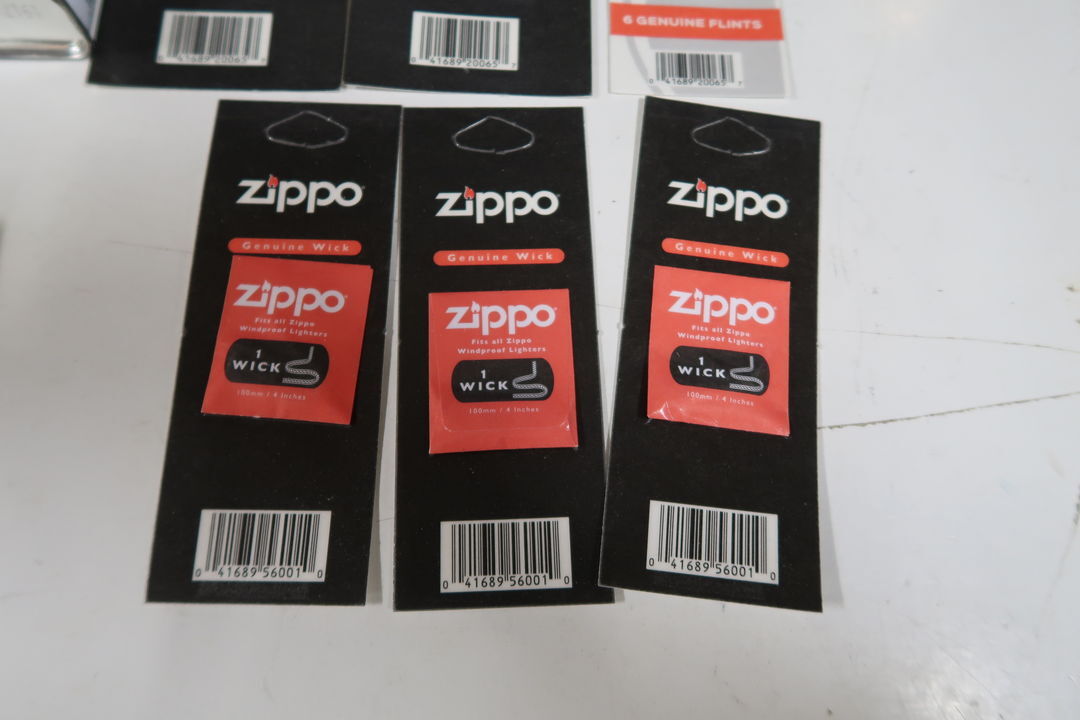 6 GENUINE FLINTS
0 41689 20065 7
41689 20065
0 41689 20065 7
zippo
Genuine Wick
zippo
Fits all Zippo
Windproof Lighters
1
WICK
100mm / 4 Inches
0 41689 56001 0
zippo
Genuine Wick
zippo
Fits all Zippo
Windproof Lighters
1
WICK
100mm / 4 Inches
0 41689 56001 0
zippo
Genuine Wick
zippo
Fits all Zippo
Windproof Lighters
1
WICK
100mm / 4 Inches
0 41689 56001 0